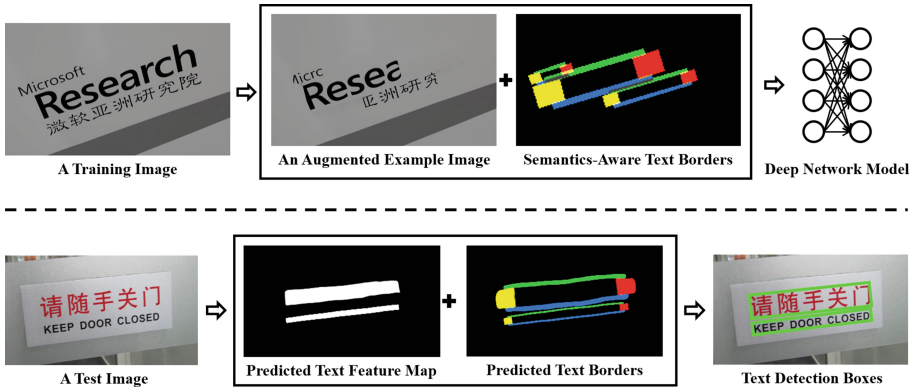 Microsoft
Research
微软亚洲研究院
Resea
亚洲研究
+
A Training Image
An Augmented Example Image
Semantics-Aware Text Borders
Deep Network Model
请随手关门
KEEP DOOR CLOSED
+
请随手关门
KEEP DOOR CLOSED
A Test Image
Predicted Text Feature Map
Predicted Text Borders
Text Detection Boxes